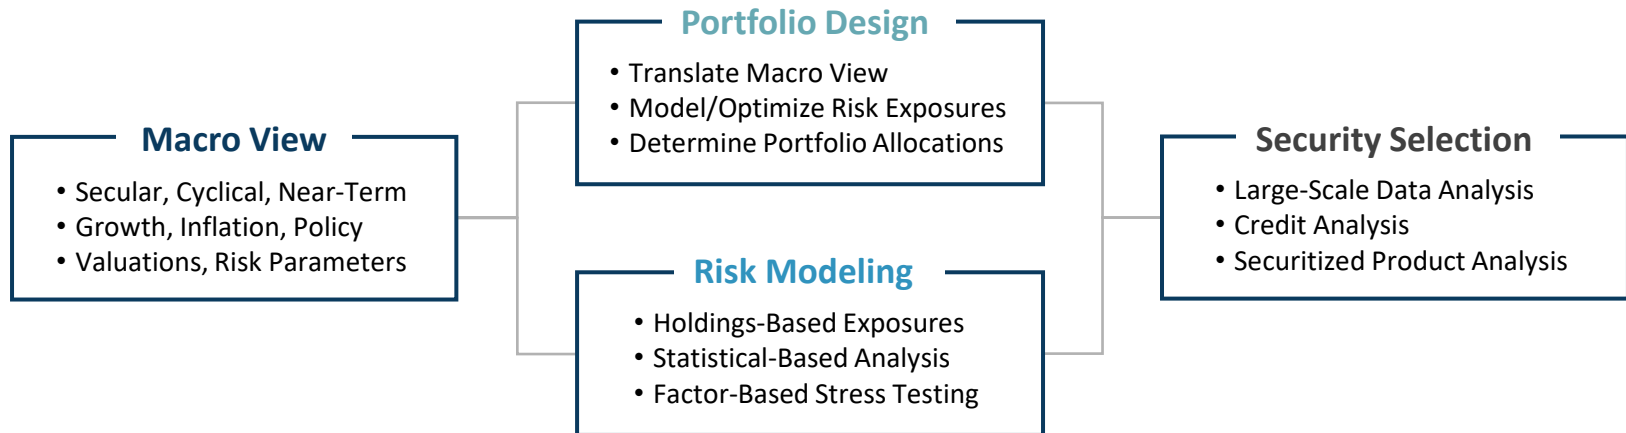 Macro View
• Secular, Cyclical, Near-Term
• Growth, Inflation, Policy
• Valuations, Risk Parameters
Portfolio Design
• Translate Macro View
• Model/Optimize Risk Exposures
• Determine Portfolio Allocations
Risk Modeling
• Holdings-Based Exposures
• Statistical-Based Analysis
• Factor-Based Stress Testing
Security Selection
• Large-Scale Data Analysis
• Credit Analysis
• Securitized Product Analysis